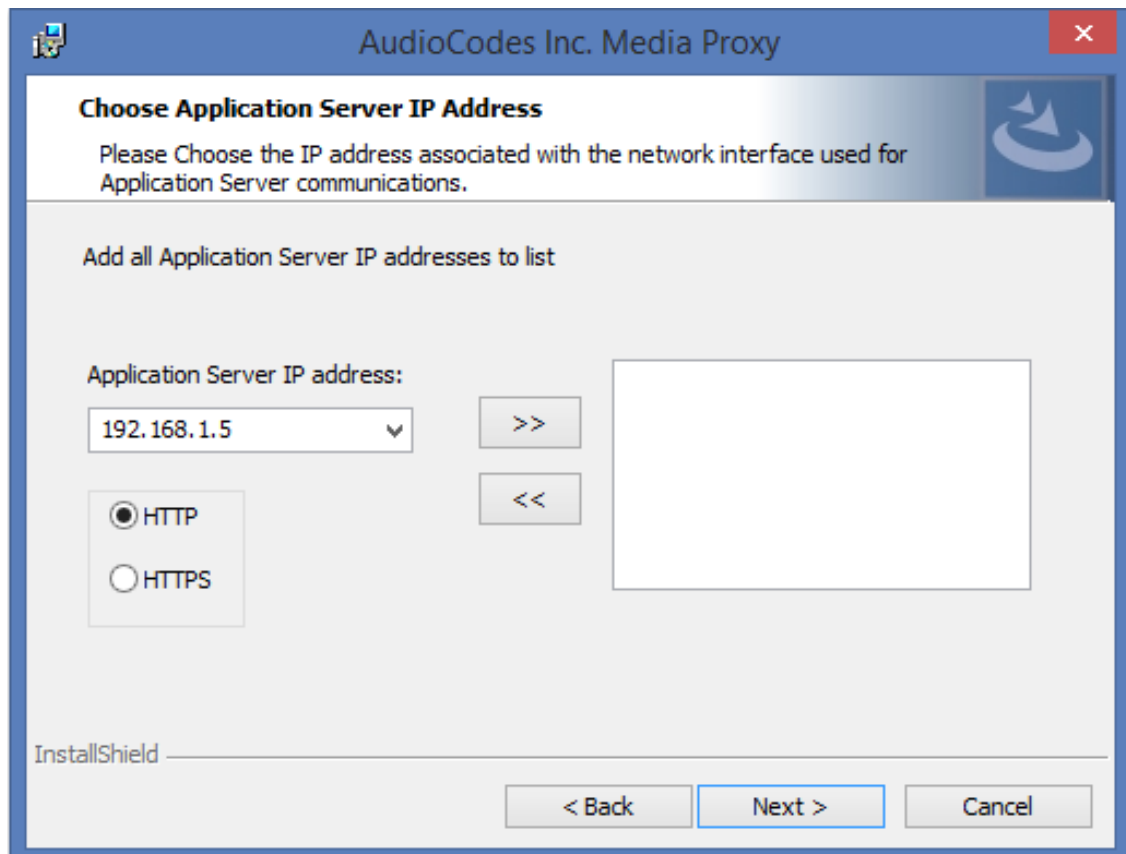 AudioCodes Inc. Media Proxy
Choose Application Server IP Address
Please Choose the IP address associated with the network interface used for
Application Server communications.
Add all Application Server IP addresses to list
Application Server IP address:
192.168.1.5
>>
<<
HTTP
HTTPS
InstallShield
< Back
Next >
Cancel